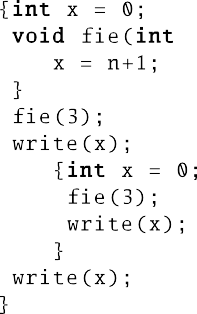 {int x = 0;
void fie(int
x = n+1;
}
fie(3);
write(x);
{int x = 0;
fie(3);
write(x);
}
write(x);
}